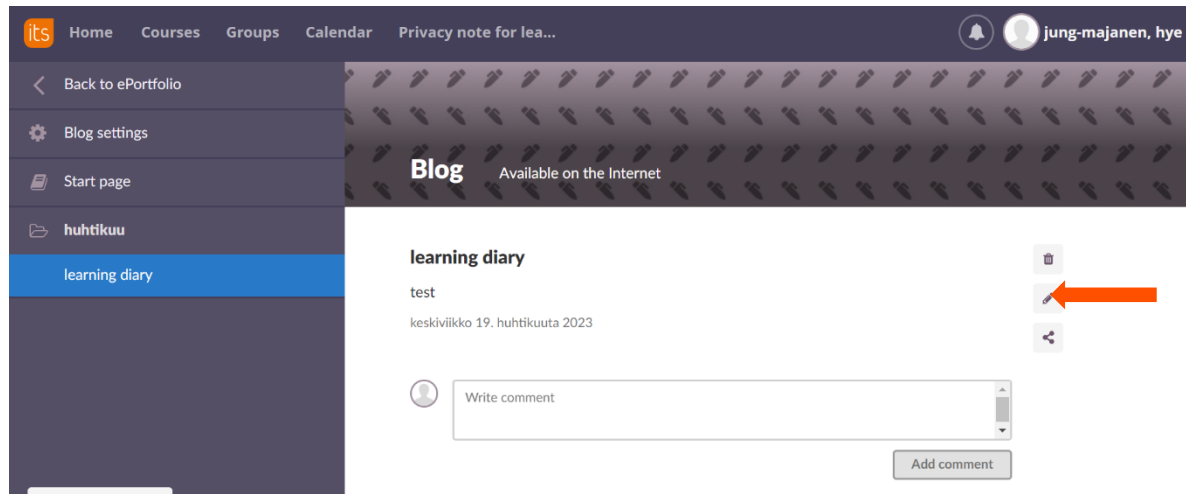 its Home Courses Groups Calendar Privacy note for lea... jung-majanen, hye
Back to ePortfolio
Blog settings
Start page
huhtikuu
learning diary
Blog Available on the Internet
learning diary
test
keskiviikko 19. huhtikuuta 2023
Write comment
Add comment